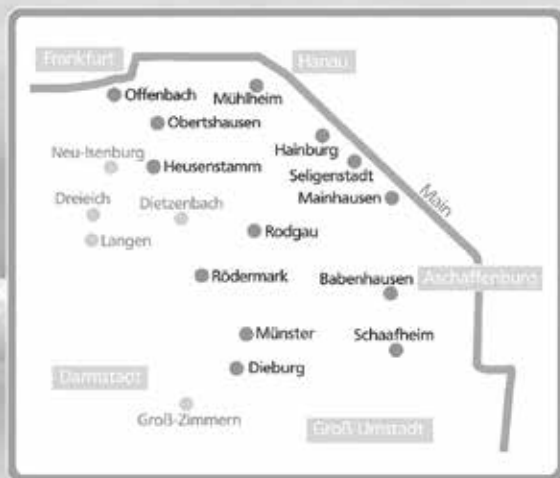 Frankfurt
Hanau
Offenbach
Mühlheim
Obertshausen
Hainburg
Neu-Isenburg
Heusenstamm
Seligenstadt
Mainhausen
Main
Dreieich
Dietzenbach
Langen
Rodgau
Rödermark
Babenhausen
Aschaffenburg
Münster
Schaafheim
Dieburg
Darmstadt
Groß-Zimmern
Groß-Umstadt